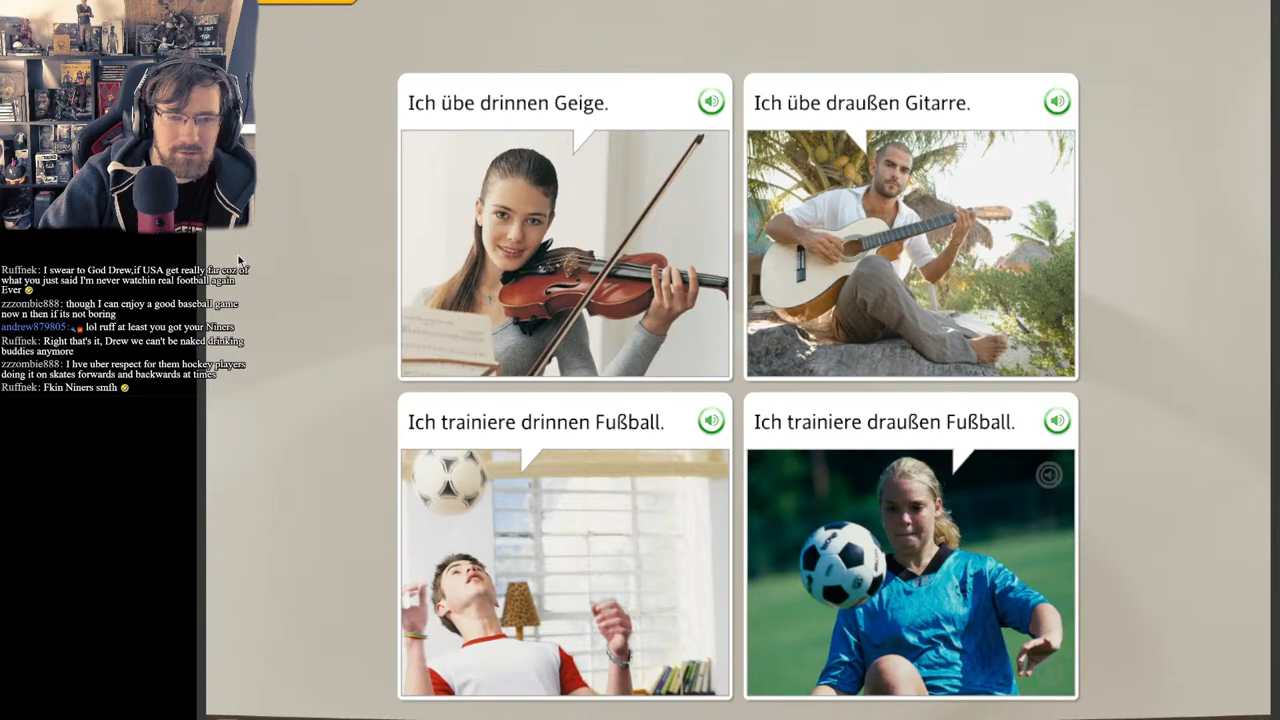 Ich übe drinnen Geige.
Ich übe draußen Gitarre.
Ich trainiere drinnen Fußball.
Ich trainiere draußen Fußball.
Ruffnek: I swear to God Drew,if USA get really far coz of
what you just said I'm never watchin real football again
Ever
zzzombie888: though I can enjoy a good baseball game
now n then if its not boring
andrew879805: lol ruff at least you got your Niners
Ruffnek: Right that's it, Drew we can't be naked drinking
buddies anymore
zzzombie888: I hve uber respect for them hockey players
doing it on skates forwards and backwards at times
Ruffnek: Fkin Niners smfh